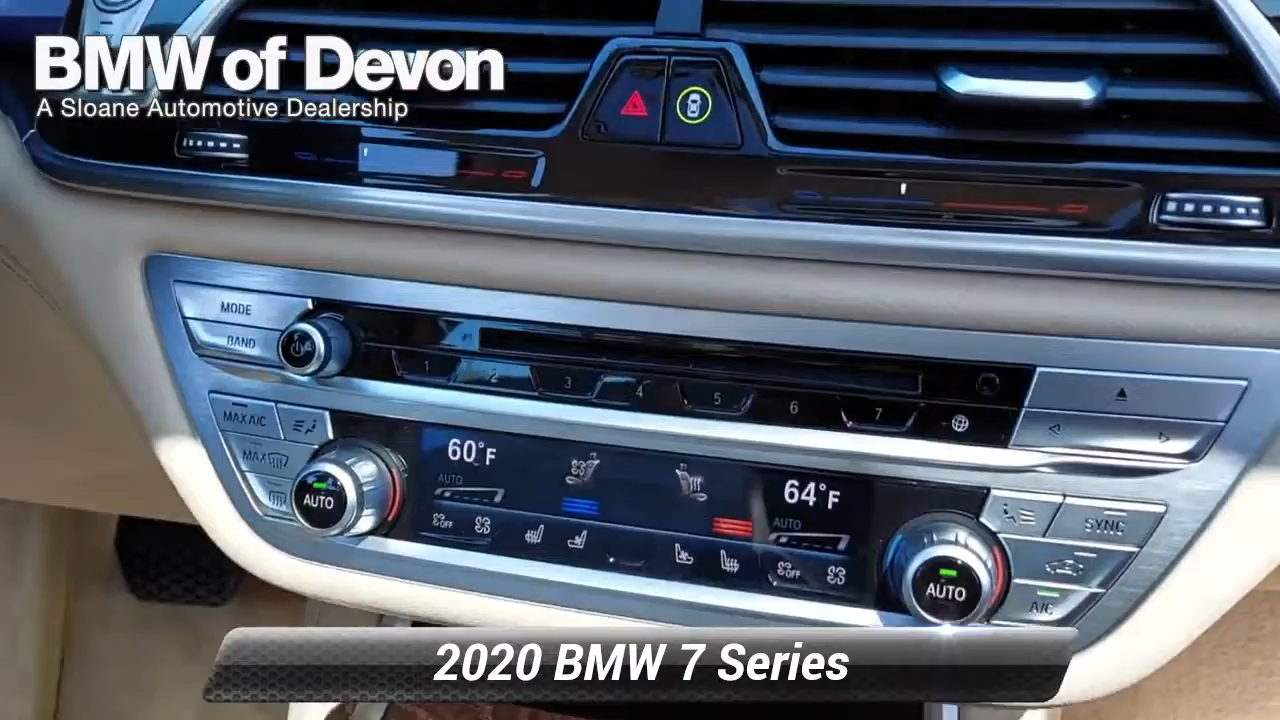 BMW of Devon
A Sloane Automotive Dealership
MODE
BAND
1 2 3 4 5 6 7
MAX A/C
MAX
60°F
AUTO
64°F
AUTO
AUTO
OFF
OFF
AUTO
SYNC
A/C
2020 BMW 7 Series